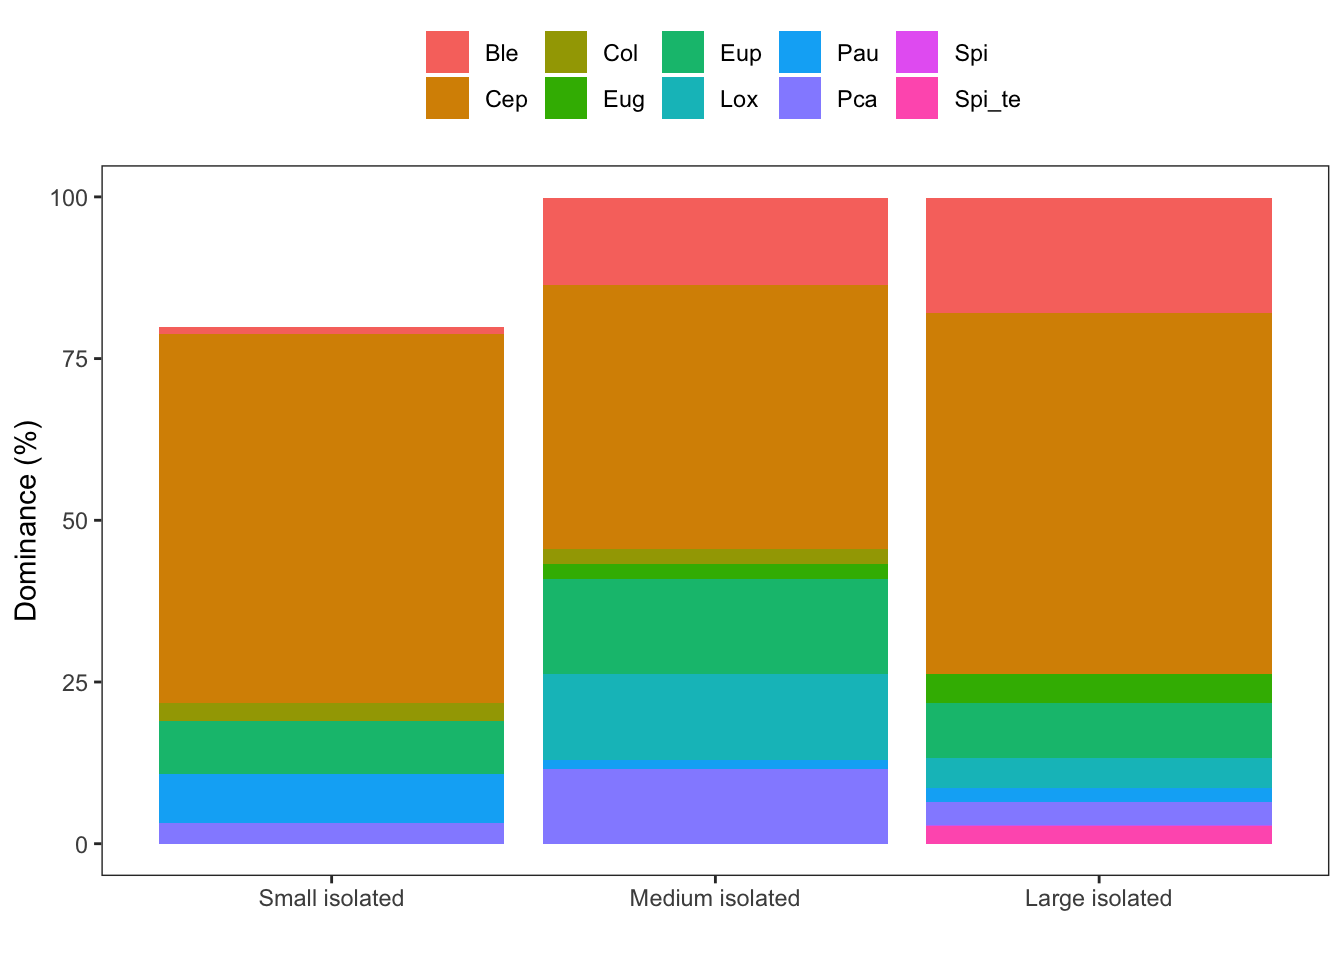 Ble Col Eup Pau Spi
Cep Eug Lox Pca Spi_te
Dominance (%)
100
75
50
25
0
Small isolated Medium isolated Large isolated